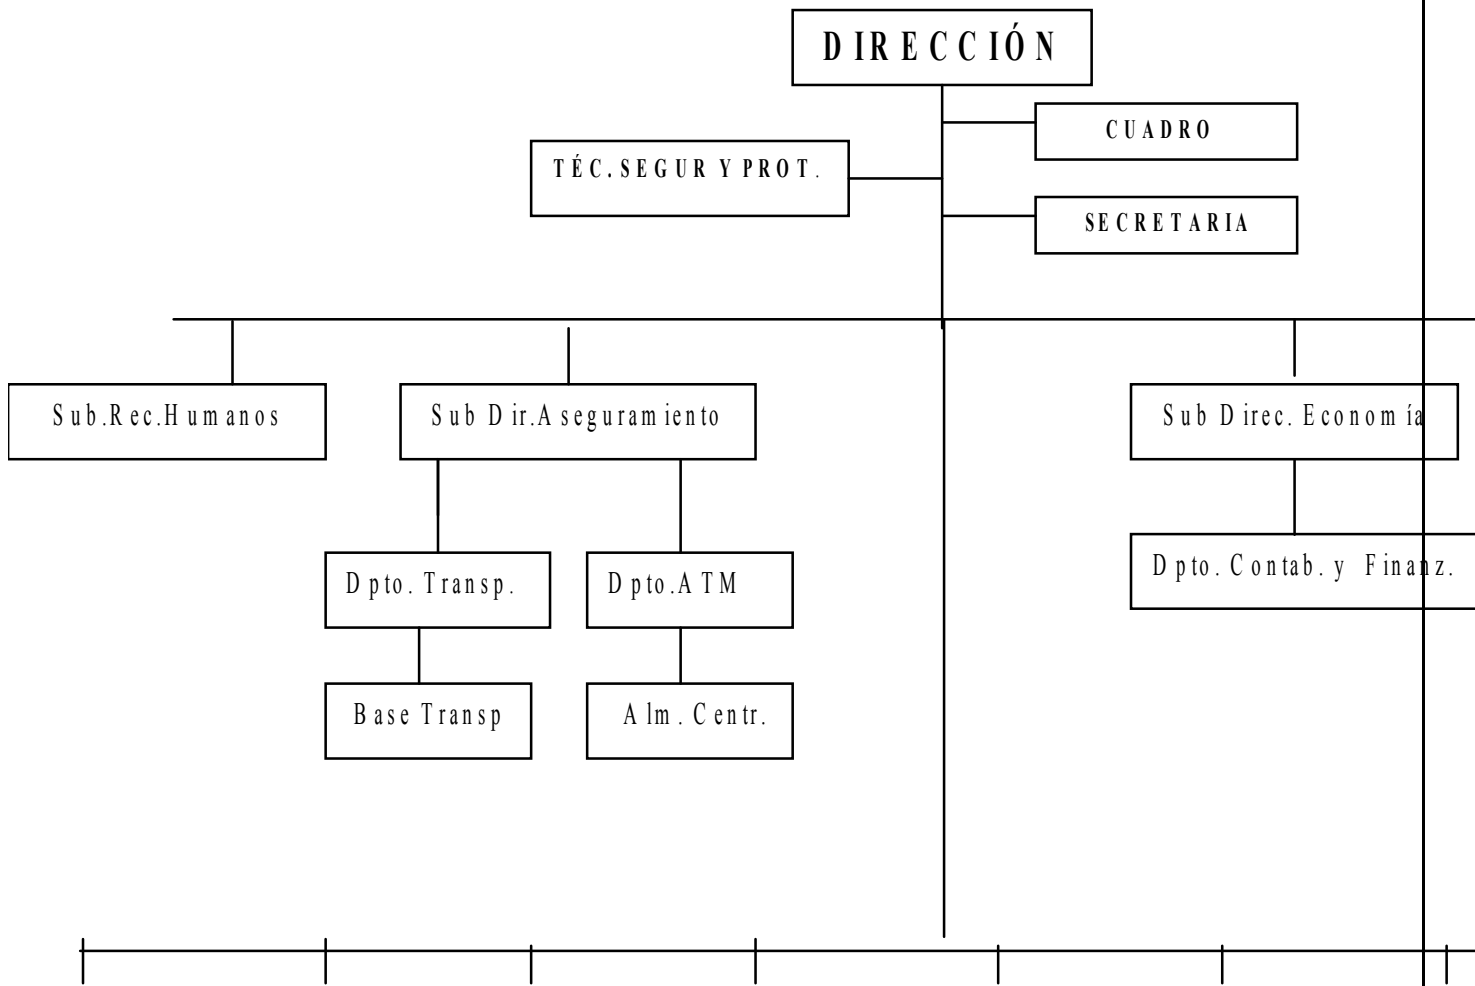 DIRECCIÓN
CUADRO
TÉC.SEGUR Y PROT.
SECRETARIA
Sub.Rec.Humanos
Sub Dir.Aseguramiento
Sub Direc. Economía
Dpto. Transp.
Dpto.ATM
Dpto. Contab. y Finanz.
Base Transp
Alm. Centr.